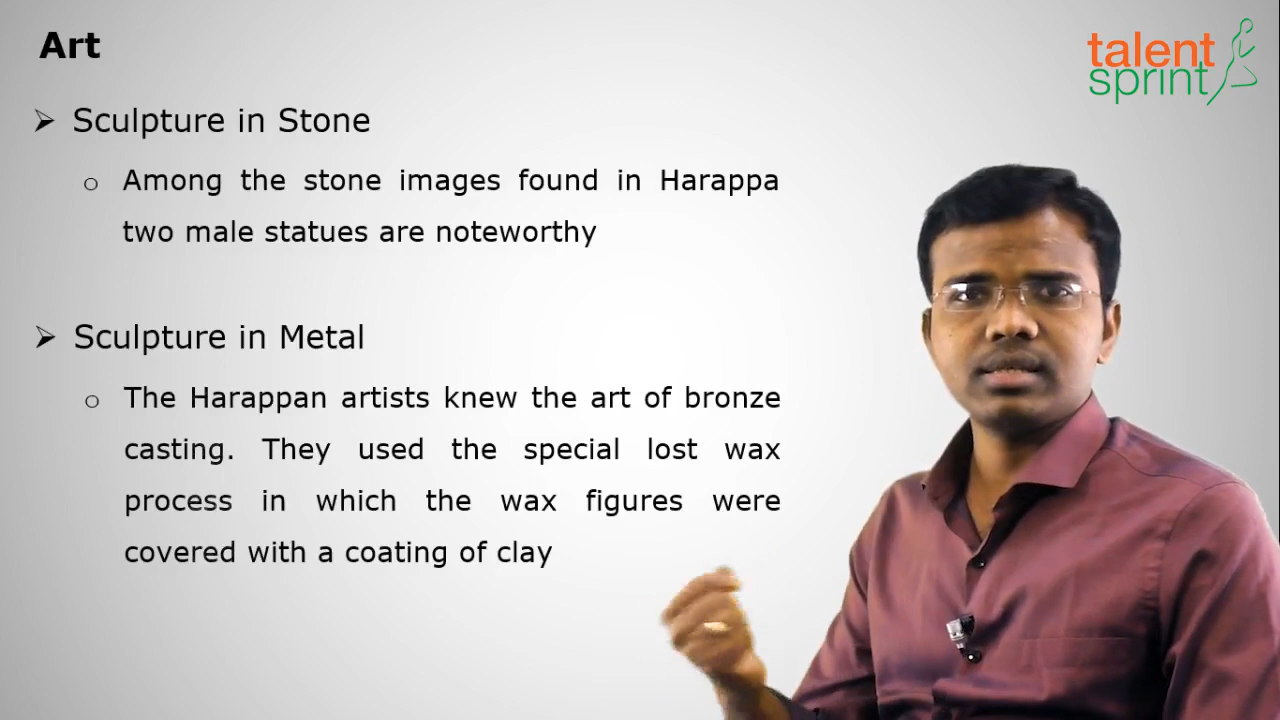 Art
talent
sprint
➢ Sculpture in Stone
o Among the stone images found in Harappa
two male statues are noteworthy
➢ Sculpture in Metal
o The Harappan artists knew the art of bronze
casting. They used the special lost wax
process in which the wax figures were
covered with a coating of clay